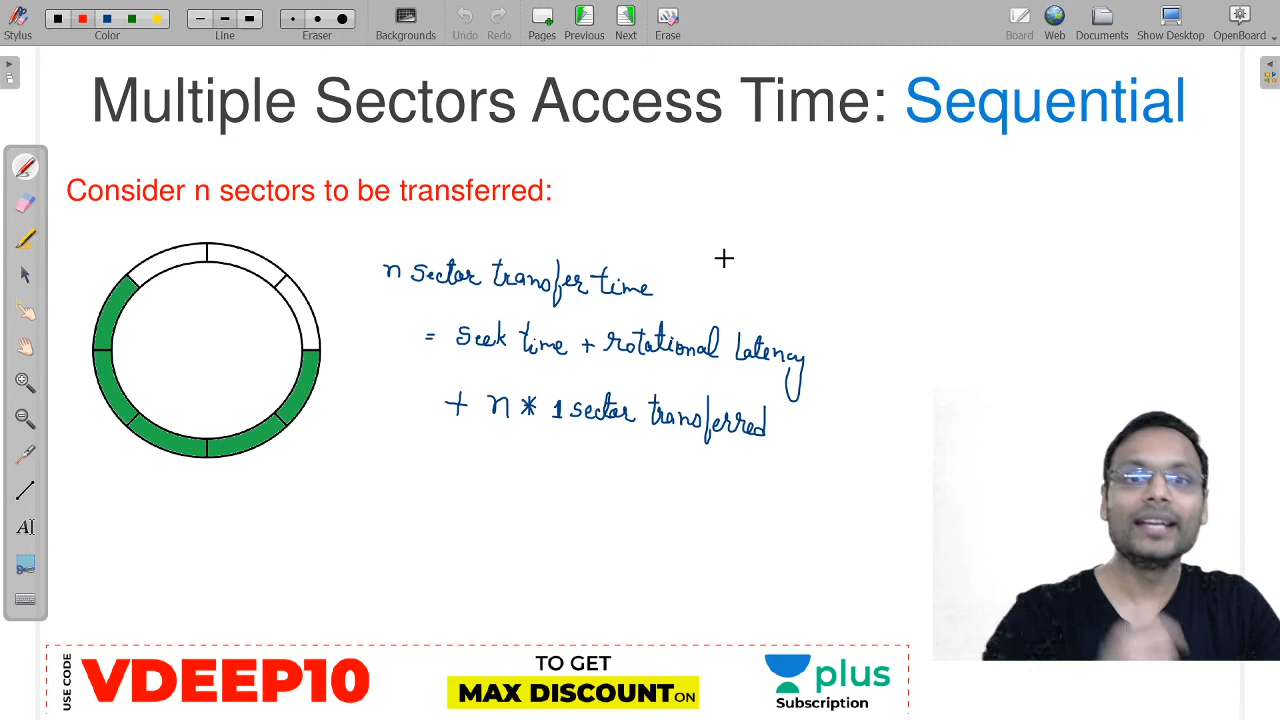 Stylus
Color
Line
Eraser
Backgrounds
Undo
Redo
Pages
Previous
Next
Erase
Board
Web
Documents
Show Desktop
OpenBoard
Multiple Sectors Access Time: Sequential
Consider n sectors to be transferred:
n sector transfer time
= seek time + rotational latency
+ n * 1 sector transferred
AI
USE CODE
VDEEP10
TO GET
MAX DISCOUNT ON
plus
Subscription